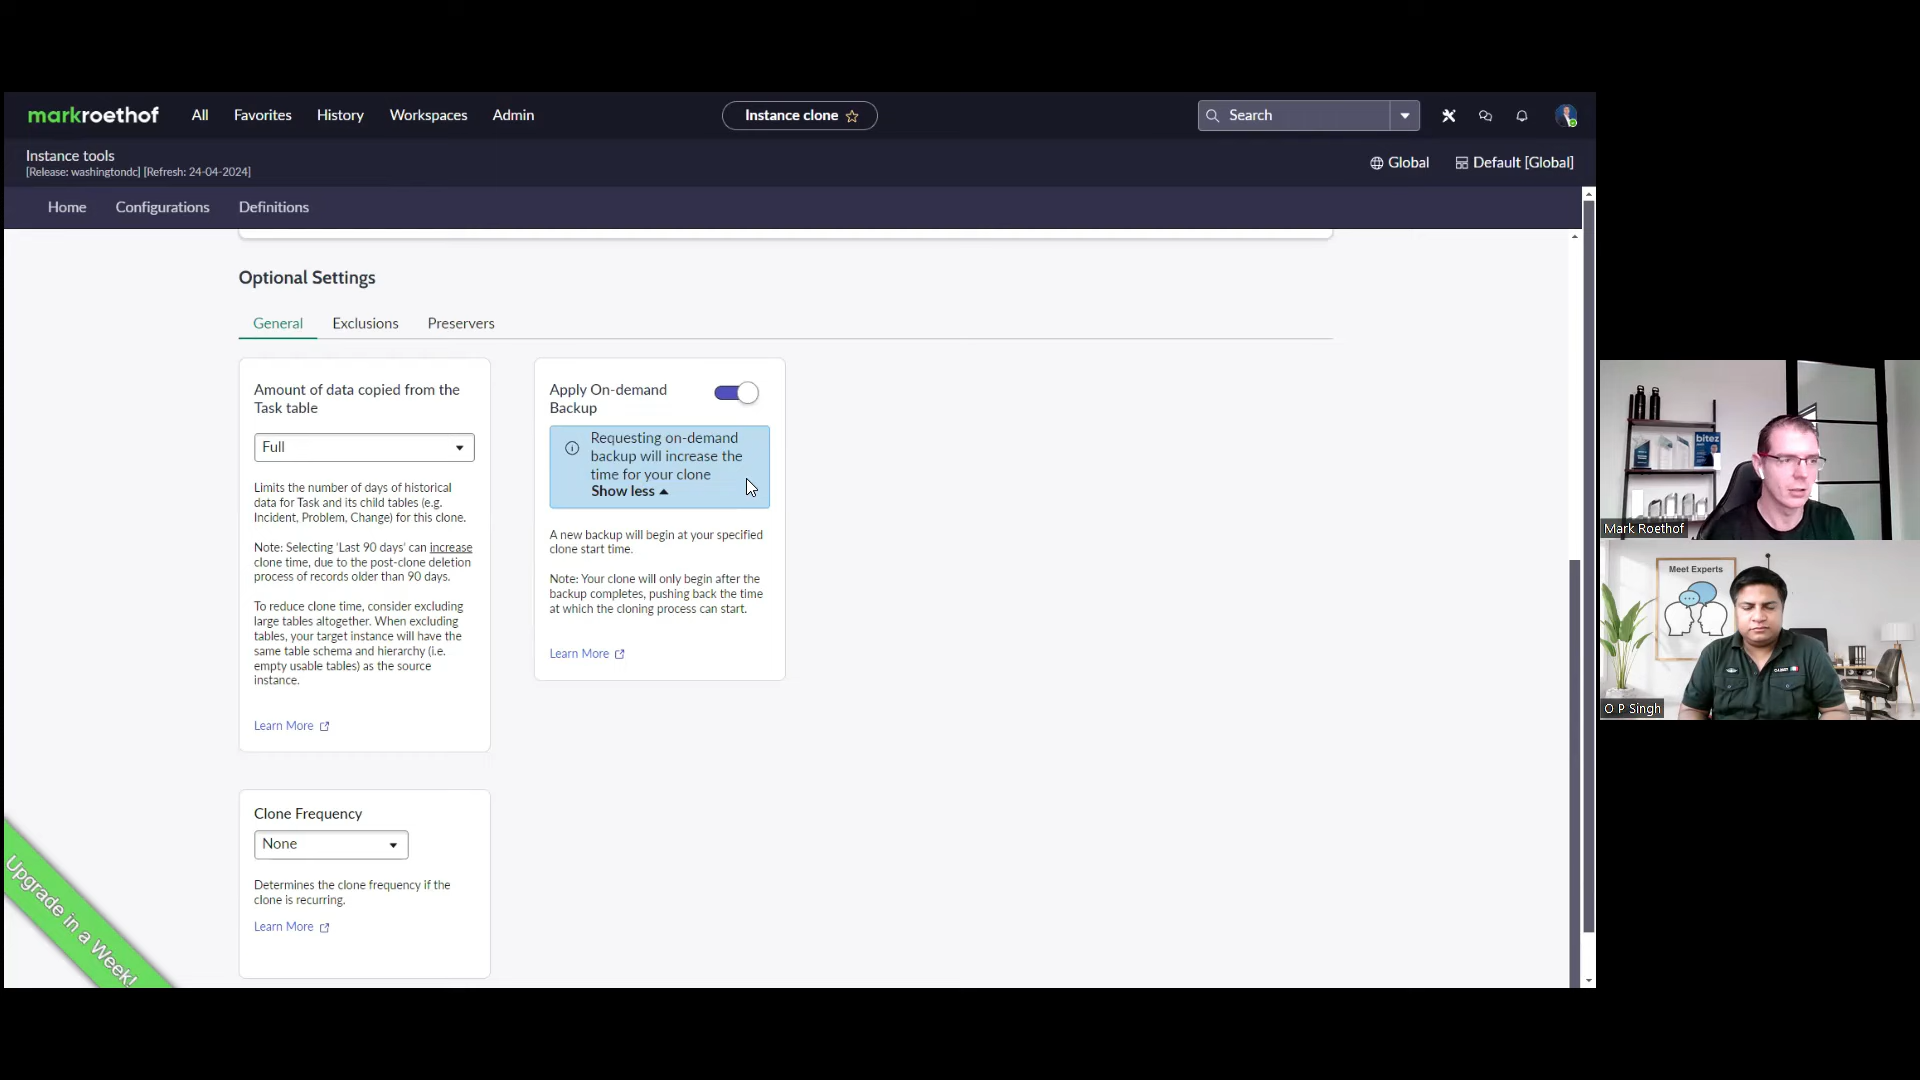 markroethof
All
Favorites
History
Workspaces
Admin
Instance clone
Search
Instance tools
[Release: washingtondc] [Refresh: 24-04-2024]
Global
Default [Global]
Home
Configurations
Definitions
Optional Settings
General
Exclusions
Preservers
Amount of data copied from the
Task table
Full
Limits the number of days of historical
data for Task and its child tables (e.g.
Incident, Problem, Change) for this clone.
Note: Selecting 'Last 90 days' can increase
clone time, due to the post-clone deletion
process of records older than 90 days.
To reduce clone time, consider excluding
large tables altogether. When excluding
tables, your target instance will have the
same table schema and hierarchy (i.e.
empty usable tables) as the source
instance.
Learn More
Apply On-demand
Backup
Requesting on-demand
backup will increase the
time for your clone
Show less
A new backup will begin at your specified
clone start time.
Note: Your clone will only begin after the
backup completes, pushing back the time
at which the cloning process can start.
Learn More
Clone Frequency
None
Determines the clone frequency if the
clone is recurring.
Learn More
Upgrade in a Week!
bitez
Mark Roethof
Meet Experts
O P Singh